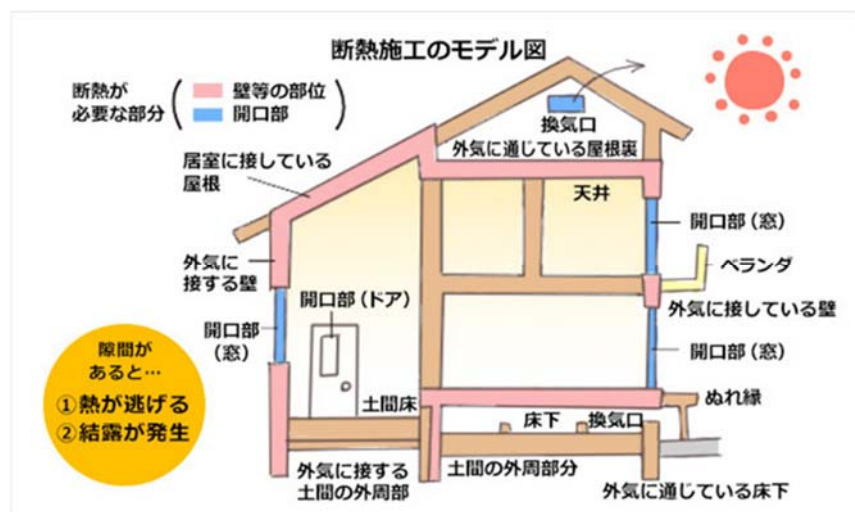 断熱施工のモデル図
断熱が
必要な部分
壁等の部位
開口部
換気口
外気に通じている屋根裏
居室に接している
屋根
天井
開口部（窓）
外気に
接する壁
ベランダ
開口部（ドア）
外気に接している壁
開口部
（窓）
開口部（窓）
隙間が
あると…
①熱が逃げる
②結露が発生
土間床
ぬれ縁
床下
換気口
外気に接する
土間の外周部
土間の外周部分
外気に通じている床下